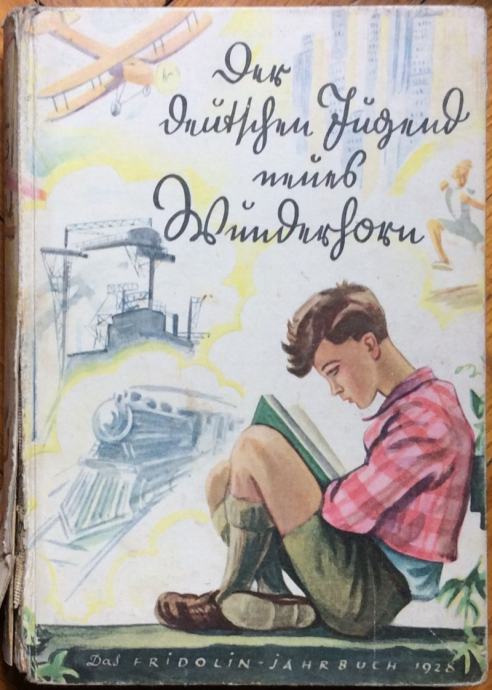 Der
deutschen Jugend
neues
Wunderhorn
Das FRIDOLIN-JAHRBUCH 1928